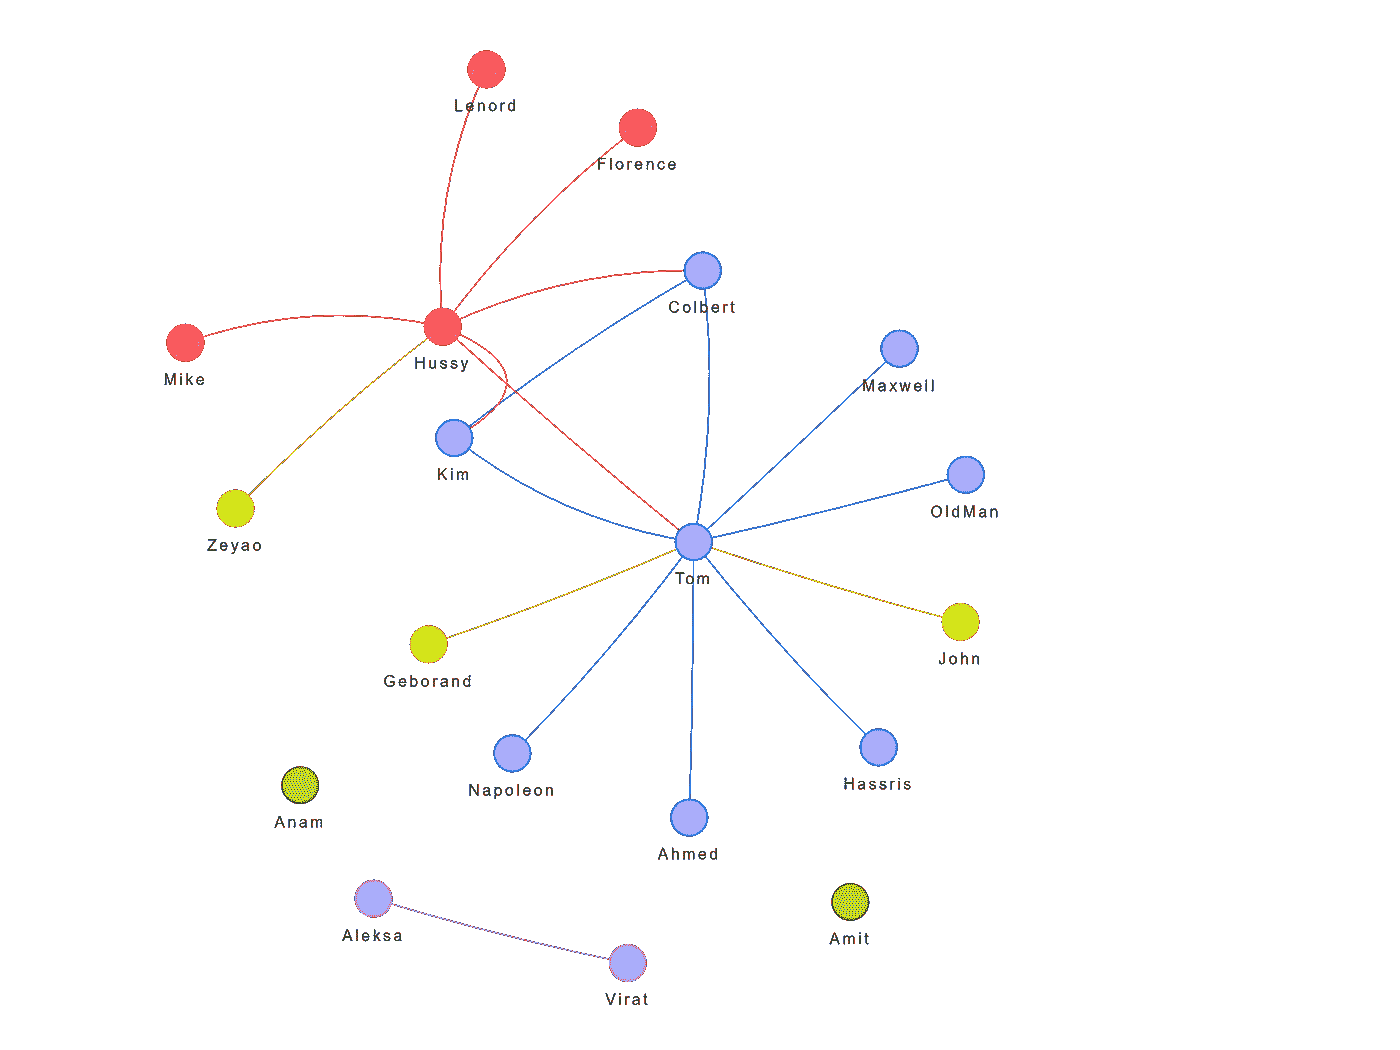 Lenord
Florence
Colbert
Hussy
Mike
Maxwell
Kim
OldMan
Zeyao
Tom
John
Geborand
Hassris
Napoleon
Anam
Ahmed
Aleksa
Amit
Virat